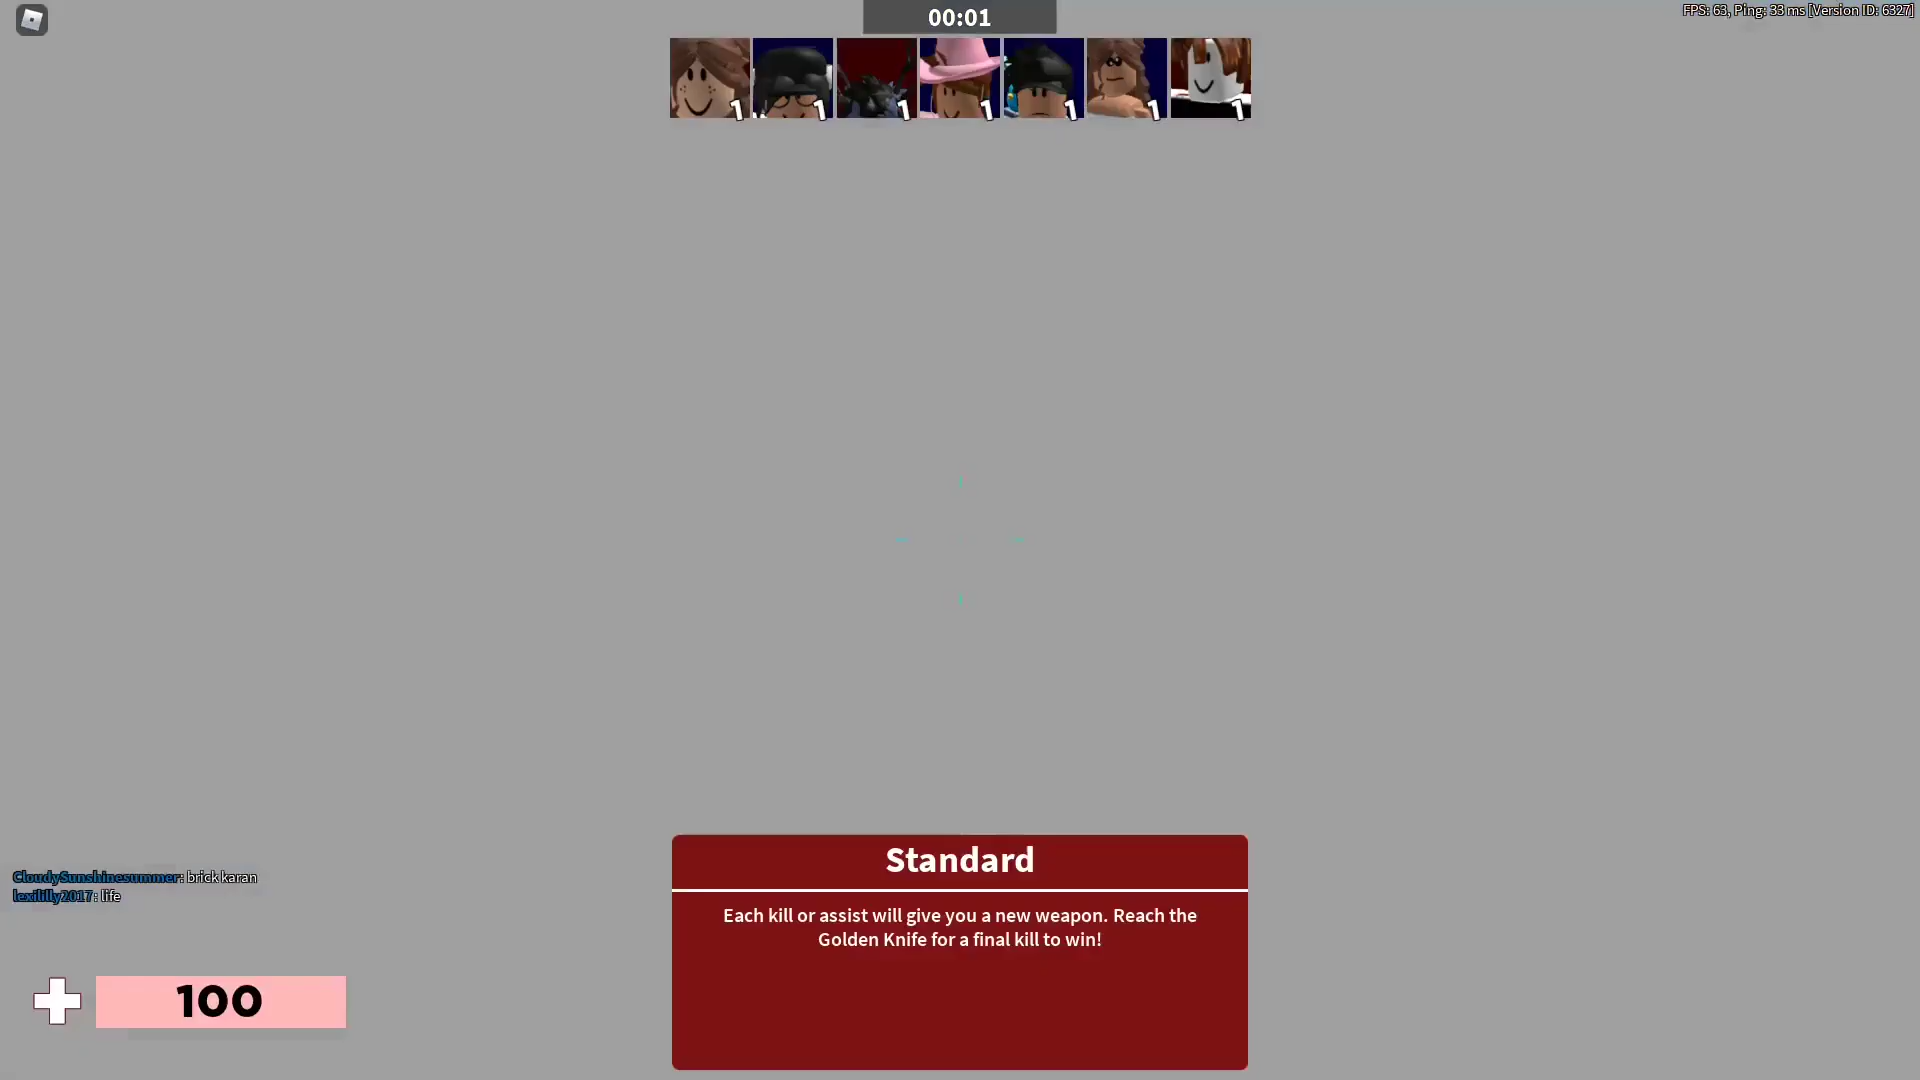 00:01
FPS: 63, Ping: 33 ms [Version ID: 6327]
1 1 1 1 1 1 1
CloudySunshinesummer: brick karan
lexililly2017: life
Standard
Each kill or assist will give you a new weapon. Reach the
Golden Knife for a final kill to win!
100